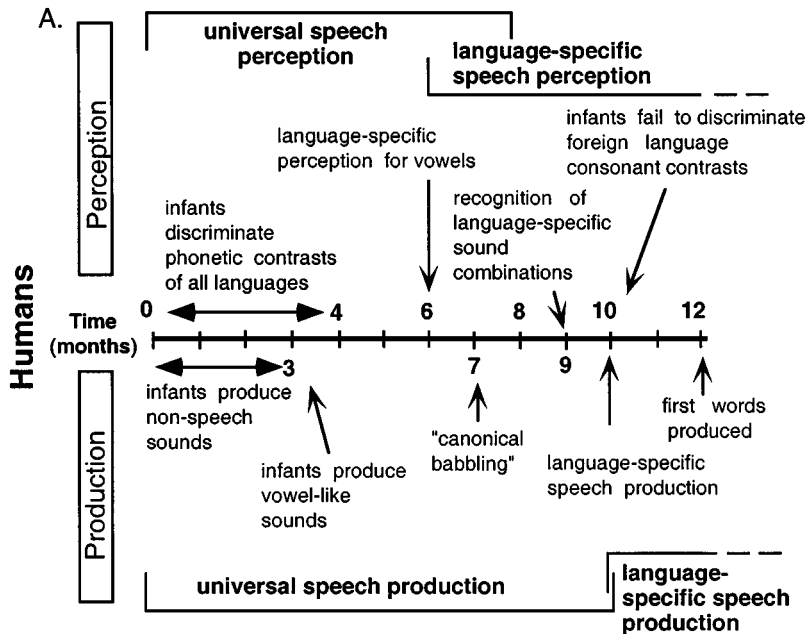 A.
universal speech
perception
language-specific
speech perception
Perception
infants fail to discriminate
foreign language
consonant contrasts
language-specific
perception for vowels
recognition of
language-specific
sound
combinations
infants
discriminate
phonetic contrasts
of all languages
Humans
Time
(months)
0 4 6 8 10 12
3 7 9
Production
infants produce
non-speech
sounds
infants produce
vowel-like
sounds
"canonical
babbling"
language-specific
speech production
first words
produced
universal speech production
language-
specific speech
production